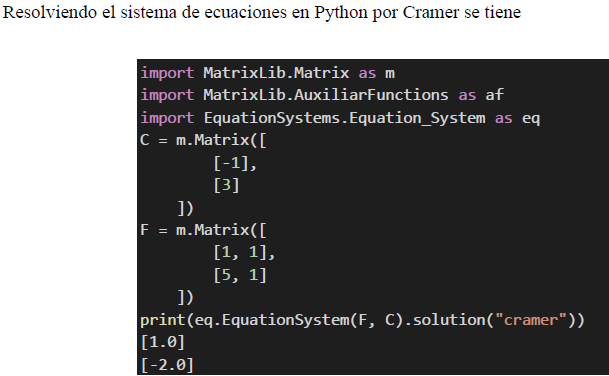 Resolviendo el sistema de ecuaciones en Python por Cramer se tiene
import MatrixLib.Matrix as m
import MatrixLib.AuxiliarFunctions as af
import EquationSystems.Equation_System as eq
C = m.Matrix([
        [-1],
        [3]
    ])
F = m.Matrix([
        [1, 1],
        [5, 1]
    ])
print(eq.EquationSystem(F, C).solution("cramer"))
[1.0]
[-2.0]